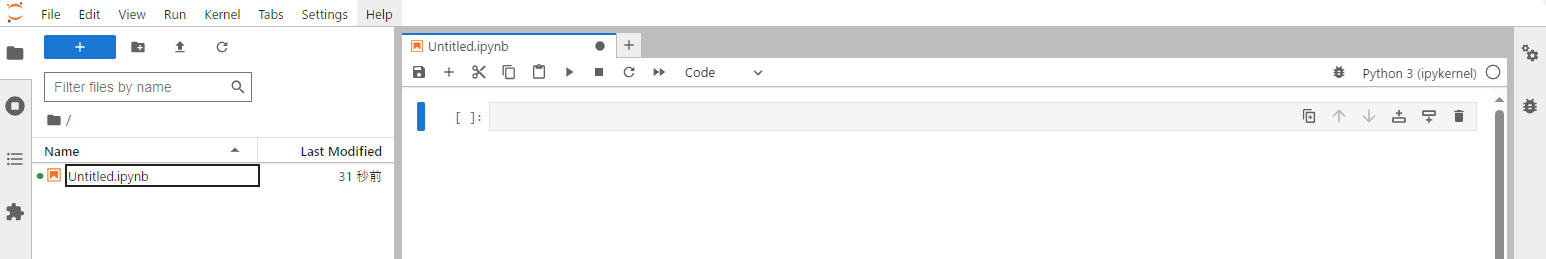 File Edit View Run Kernel Tabs Settings Help
Untitled.ipynb
Code
Python 3 (ipykernel)
Filter files by name
/
Name Last Modified
Untitled.ipynb 31 秒前
[ ]: